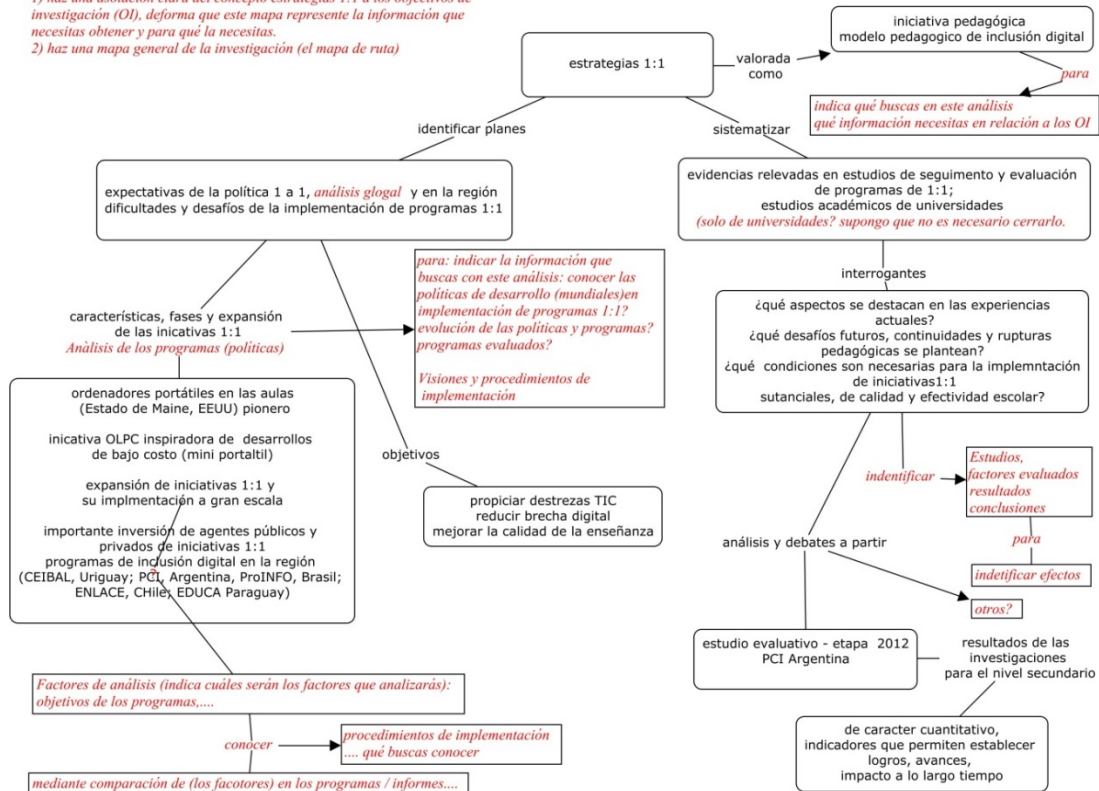 1) haz una asolución clara del concepto estrategias 1:1 a los objectivos de
investigación (OI), deforma que este mapa represente la información que
necesitas obtener y para qué la necesitas.
2) haz una mapa general de la investigación (el mapa de ruta)
estrategias 1:1
valorada
como
iniciativa pedagógica
modelo pedagogico de inclusión digital
para
indica qué buscas en este análisis
qué información necesitas en relación a los OI
identificar planes
sistematizar
expectativas de la política 1 a 1, análisis glogal y en la región
dificultades y desafíos de la implementación de programas 1:1
evidencias relevadas en estudios de seguimento y evaluación
de programas de 1:1;
estudios académicos de universidades
(solo de universidades? supongo que no es necesario cerrarlo.
para: indicar la información que
buscas con este análisis: conocer las
políticas de desarrollo (mundiales)en
implementación de programas 1:1?
evolución de las políticas y programas?
programas evaluados?
Visiones y procedimientos de
implementación
interrogantes
¿qué aspectos se destacan en las experiencias
actuales?
¿qué desafíos futuros, continuidades y rupturas
pedagógicas se plantean?
¿qué condiciones son necesarias para la implemntación
de iniciativas1:1
sutanciales, de calidad y efectividad escolar?
características, fases y expansión
de las inicativas 1:1
Anàlisis de los programas (políticas)
ordenadores portátiles en las aulas
(Estado de Maine, EEUU) pionero
inicativa OLPC inspiradora de desarrollos
de bajo costo (mini portaltil)
expansión de iniciativas 1:1 y
su implmentación a gran escala
importante inversión de agentes públicos y
privados de iniciativas 1:1
programas de inclusión digital en la región
(CEIBAL, Uriguay; PCI, Argentina, ProINFO, Brasil;
ENLACE, CHile; EDUCA Paraguay)
?
objetivos
propiciar destrezas TIC
reducir brecha digital
mejorar la calidad de la enseñanza
indentificar
Estudios,
factores evaluados
resultados
conclusiones
para
indetificar efectos
análisis y debates a partir
otros?
estudio evaluativo - etapa 2012
PCI Argentina
resultados de las
investigaciones
para el nivel secundario
de caracter cuantitativo,
indicadores que permiten establecer
logros, avances,
impacto a lo largo tiempo
Factores de análisis (indica cuáles serán los factores que analizarás):
objetivos de los programas,....
conocer
procedimientos de implementación
.... qué buscas conocer
mediante comparación de (los facotores) en los programas / informes....